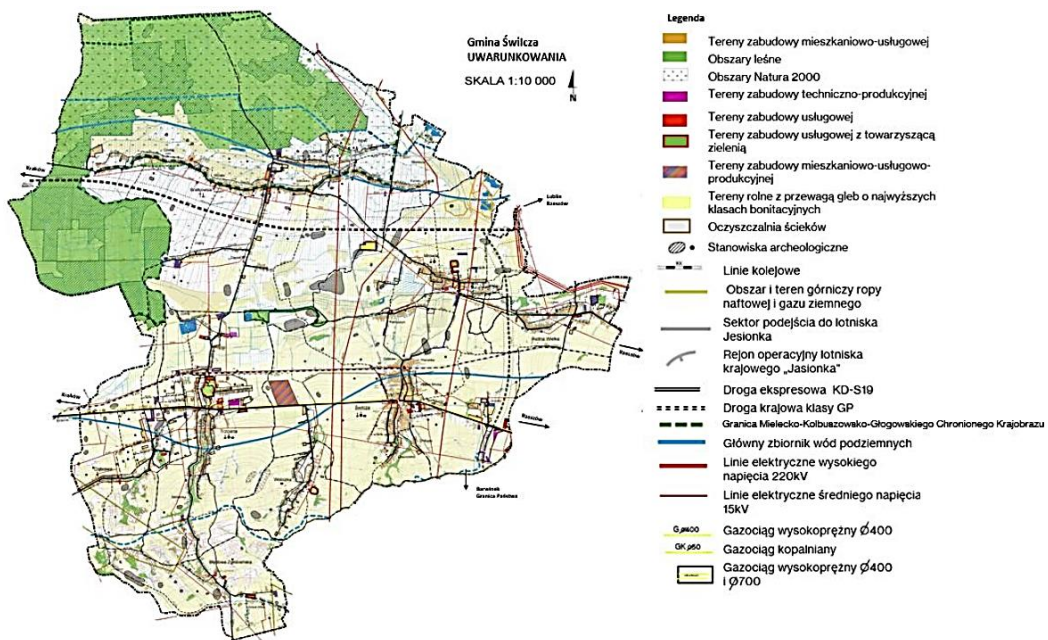 Gmina Świlcza
UWARUNKOWANIA
SKALA 1:10 000
N
Kraków
Lublin
Rzeszów
Rzeszów
Kraków
Rzeszów
Barwinek
Granica Państwa
Legenda
Tereny zabudowy mieszkaniowo-usługowej
Obszary leśne
Obszary Natura 2000
Tereny zabudowy techniczno-produkcyjnej
Tereny zabudowy usługowej
Tereny zabudowy usługowej z towarzyszącą
zielenią
Tereny zabudowy mieszkaniowo-usługowo-
produkcyjnej
Tereny rolne z przewagą gleb o najwyższych
klasach bonitacyjnych
Oczyszczalnia ścieków
Stanowiska archeologiczne
Linie kolejowe
Obszar i teren górniczy ropy
naftowej i gazu ziemnego
Sektor podejścia do lotniska
Jesionka
Rejon operacyjny lotniska
krajowego „Jasionka"
Droga ekspresowa KD-S19
Droga krajowa klasy GP
Granica Mielecko-Kolbuszowsko-Głogowskiego Chronionego Krajobrazu
Główny zbiornik wód podziemnych
Linie elektryczne wysokiego
napięcia 220kV
Linie elektryczne średniego napięcia
15kV
Gazociąg wysokoprężny Ø400
Gazociąg kopalniany
Gazociąg wysokoprężny Ø400
i Ø700